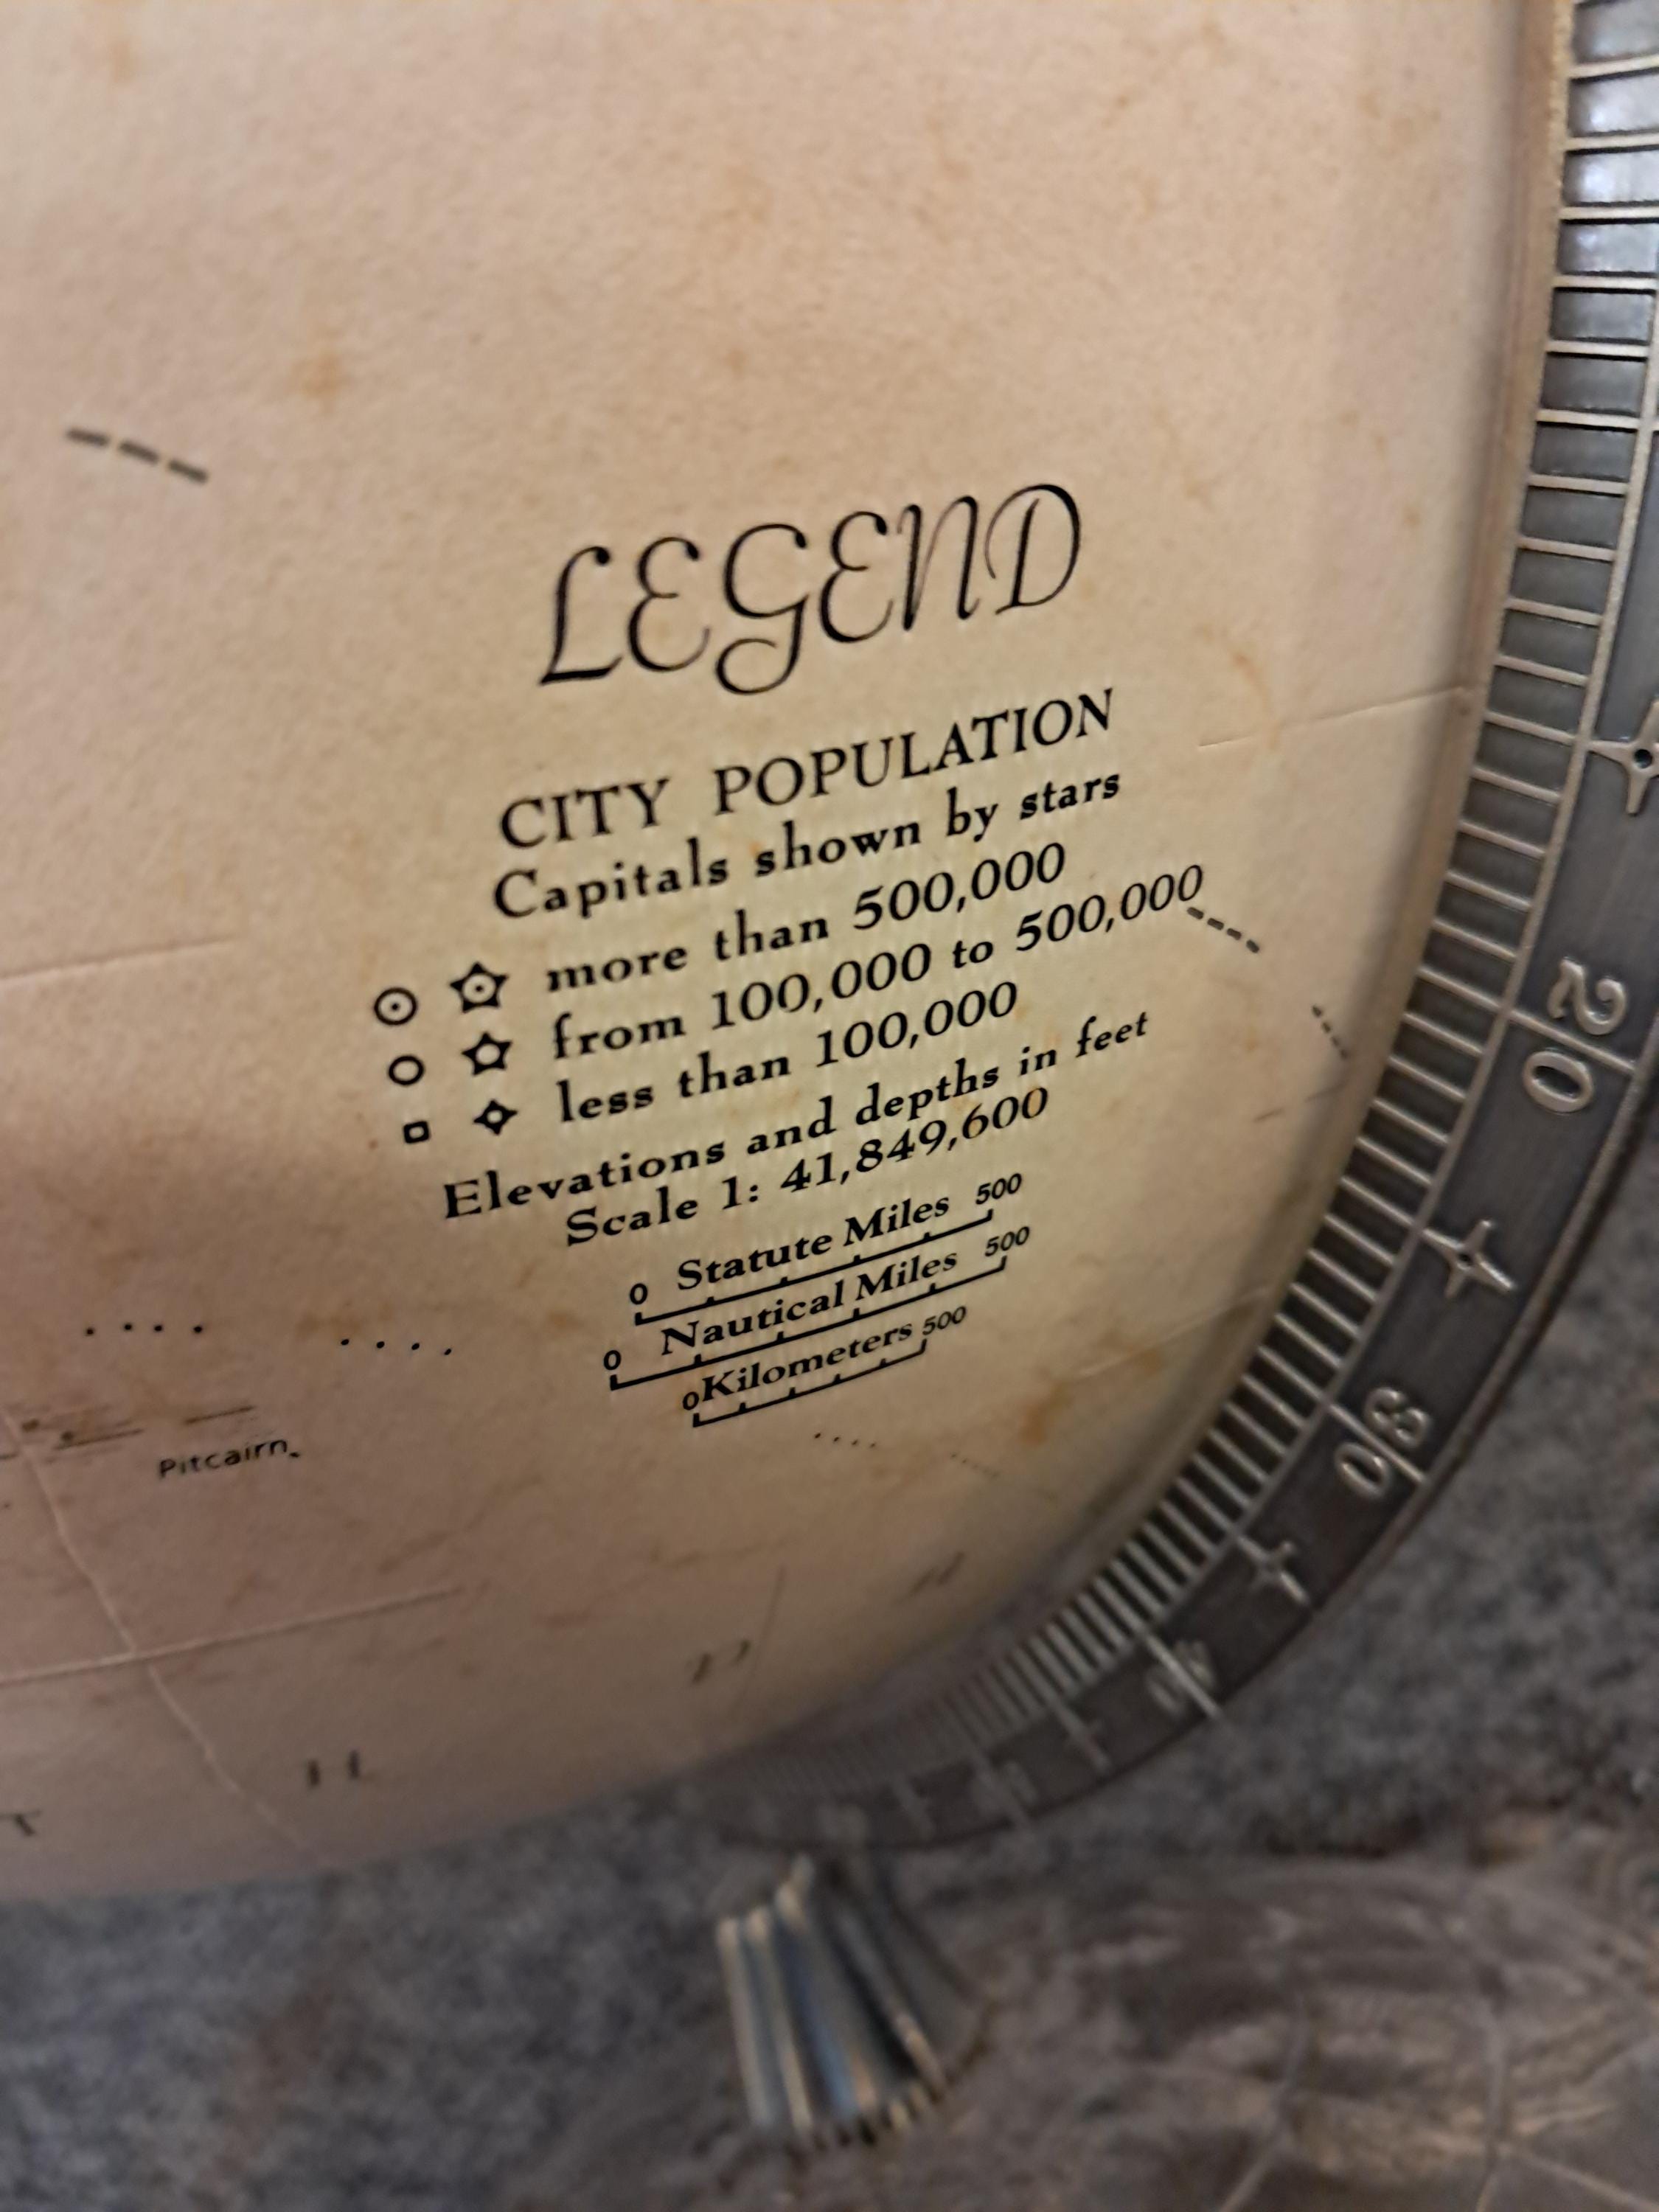 LEGEND
CITY POPULATION
Capitals shown by stars
more than 500,000
from 100,000 to 500,000
less than 100,000
Elevations and depths in feet
Scale 1: 41,849,600
0 Statute Miles 500
0 Nautical Miles 500
0 Kilometers 500
Pitcairn
20
30